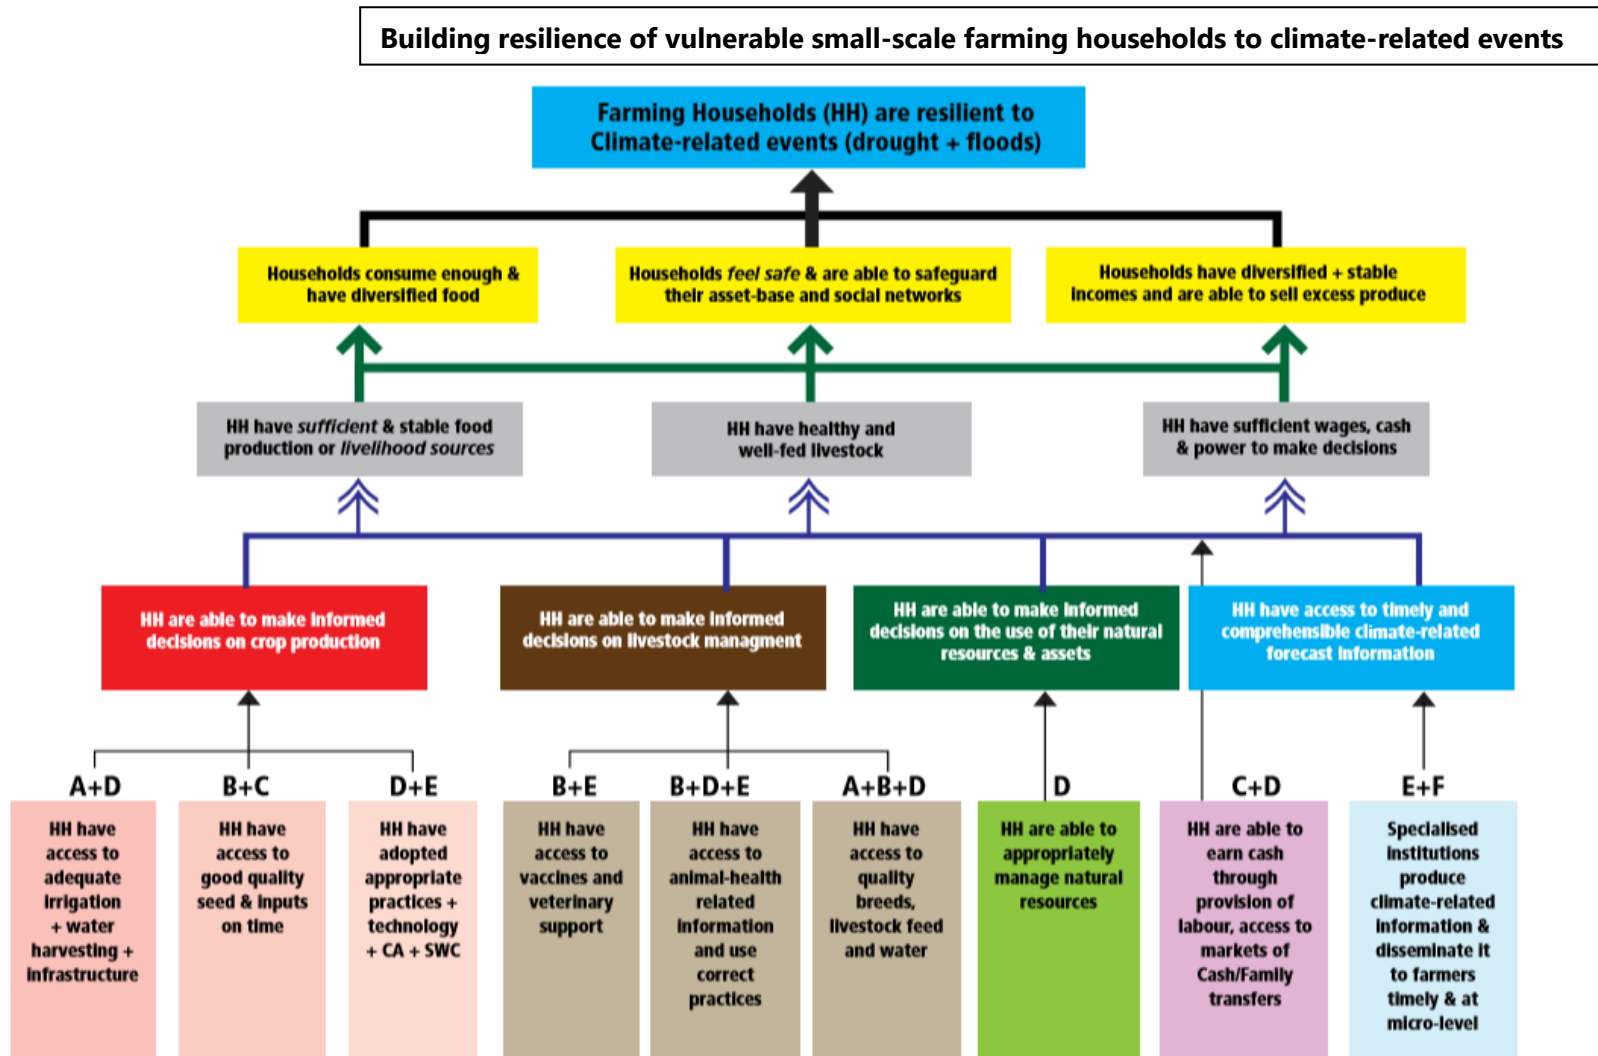 Building resilience of vulnerable small-scale farming households to climate-related events
Farming Households (HH) are resilient to
Climate-related events (drought + floods)
Households consume enough &
have diversified food
Households feel safe & are able to safeguard
their asset-base and social networks
Households have diversified + stable
incomes and are able to sell excess produce
HH have sufficient & stable food
production or livelihood sources
HH have healthy and
well-fed livestock
HH have sufficient wages, cash
& power to make decisions
HH are able to make informed
decisions on crop production
HH are able to make informed
decisions on livestock managment
HH are able to make informed
decisions on the use of their natural
resources & assets
HH have access to timely and
comprehensible climate-related
forecast information
A+D
HH have
access to
adequate
irrigation
+ water
harvesting +
infrastructure
B+C
HH have
access to
good quality
seed & inputs
on time
D+E
HH have
adopted
appropriate
practices +
technology
+ CA + SWC
B+E
HH have
access to
vaccines and
veterinary
support
B+D+E
HH have
access to
animal-health
related
information
and use
correct
practices
A+B+D
HH have
access to
quality
breeds,
livestock feed
and water
D
HH are able to
appropriately
manage natural
resources
C+D
HH are able to
earn cash
through
provision of
labour, access to
markets of
Cash/Family
transfers
E+F
Specialised
institutions
produce
climate-related
information &
disseminate it
to farmers
timely & at
micro-level